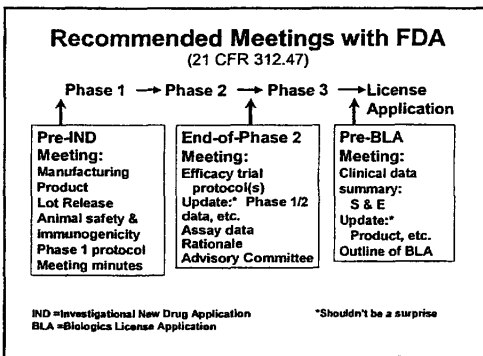 Recommended Meetings with FDA
(21 CFR 312.47)
Phase 1 → Phase 2 → Phase 3 → License
Application
Pre-IND
Meeting:
Manufacturing
Product
Lot Release
Animal safety &
immunogenicity
Phase 1 protocol
Meeting minutes
End-of-Phase 2
Meeting:
Efficacy trial
protocol(s)
Update:* Phase 1/2
data, etc.
Assay data
Rationale
Advisory Committee
Pre-BLA
Meeting:
Clinical data
summary:
S & E
Update:*
Product, etc.
Outline of BLA
IND =Investigational New Drug Application
BLA =Biologics License Application
*Shouldn't be a surprise